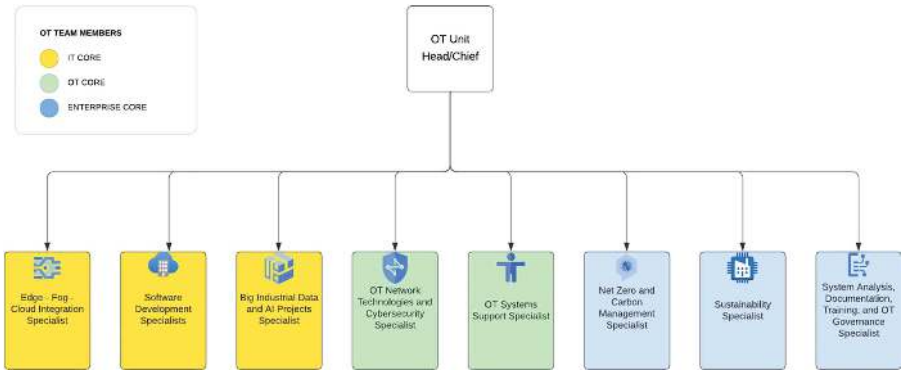 OT TEAM MEMBERS
IT CORE
OT CORE
ENTERPRISE CORE
OT Unit
Head/Chief
Edge - Fog -
Cloud Integration
Specialist
Software
Development
Specialists
Big Industrial Data
and AI Projects
Specialist
OT Network
Technologies and
Cybersecurity
Specialist
OT Systems
Support Specialist
Net Zero and
Carbon
Management
Specialist
Sustainability
Specialist
System Analysis,
Documentation,
Training, and OT
Governance
Specialist